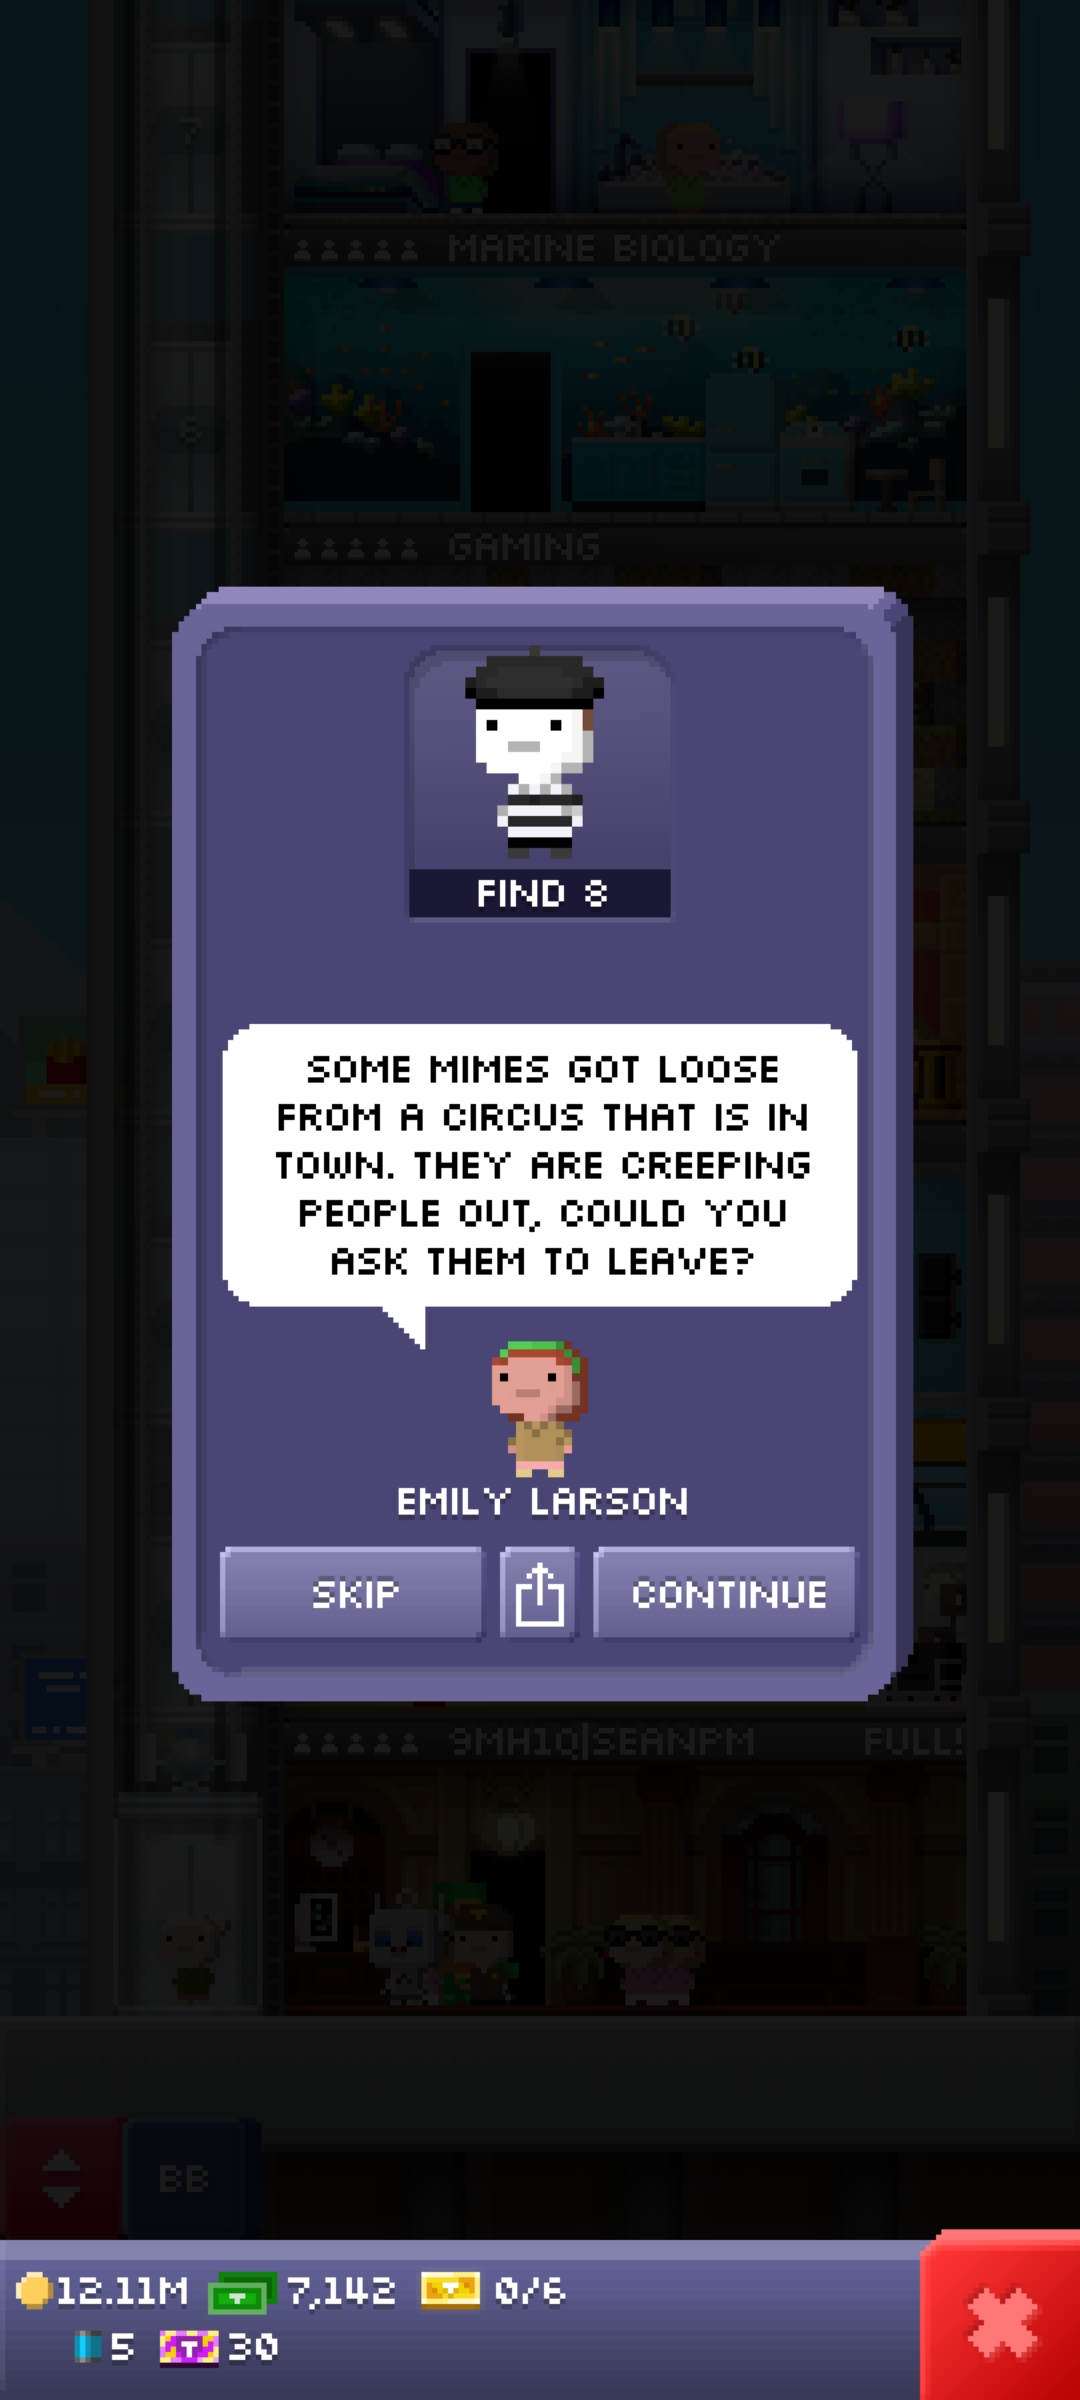 7
MARINE BIOLOGY
6
GAMING
FIND 8
SOME MIMES GOT LOOSE
FROM A CIRCUS THAT IS IN
TOWN. THEY ARE CREEPING
PEOPLE OUT, COULD YOU
ASK THEM TO LEAVE?
EMILY LARSON
SKIP
CONTINUE
9MH1Q|SEANPM FULL!
BB
12.11M 7,142 T 0/6
5 T 30